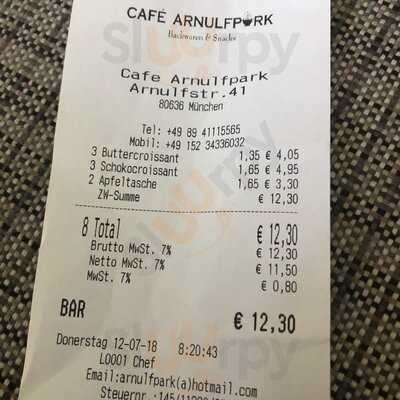 CAFÉ ARNULFPARK
Backwaren & Snacks
Cafe Arnulfpark
Arnulfstr.41
80636 München
Tel: +49 89 41115565
Mobil: +49 152 34336032
3 Buttercroissant 1,35 € 4,05
3 Schokocroissant 1,65 € 4,95
2 Apfeltasche 1,65 € 3,30
ZW-Summe € 12,30
8 Total € 12,30
Brutto MwSt. 7% € 12,30
Netto MwSt. 7% € 11,50
MwSt. 7% € 0,80
BAR € 12,30
Donerstag 12-07-18 8:20:43
L0001 Chef
Email:arnulfpark(a)hotmail.com
Steuernr.:145/